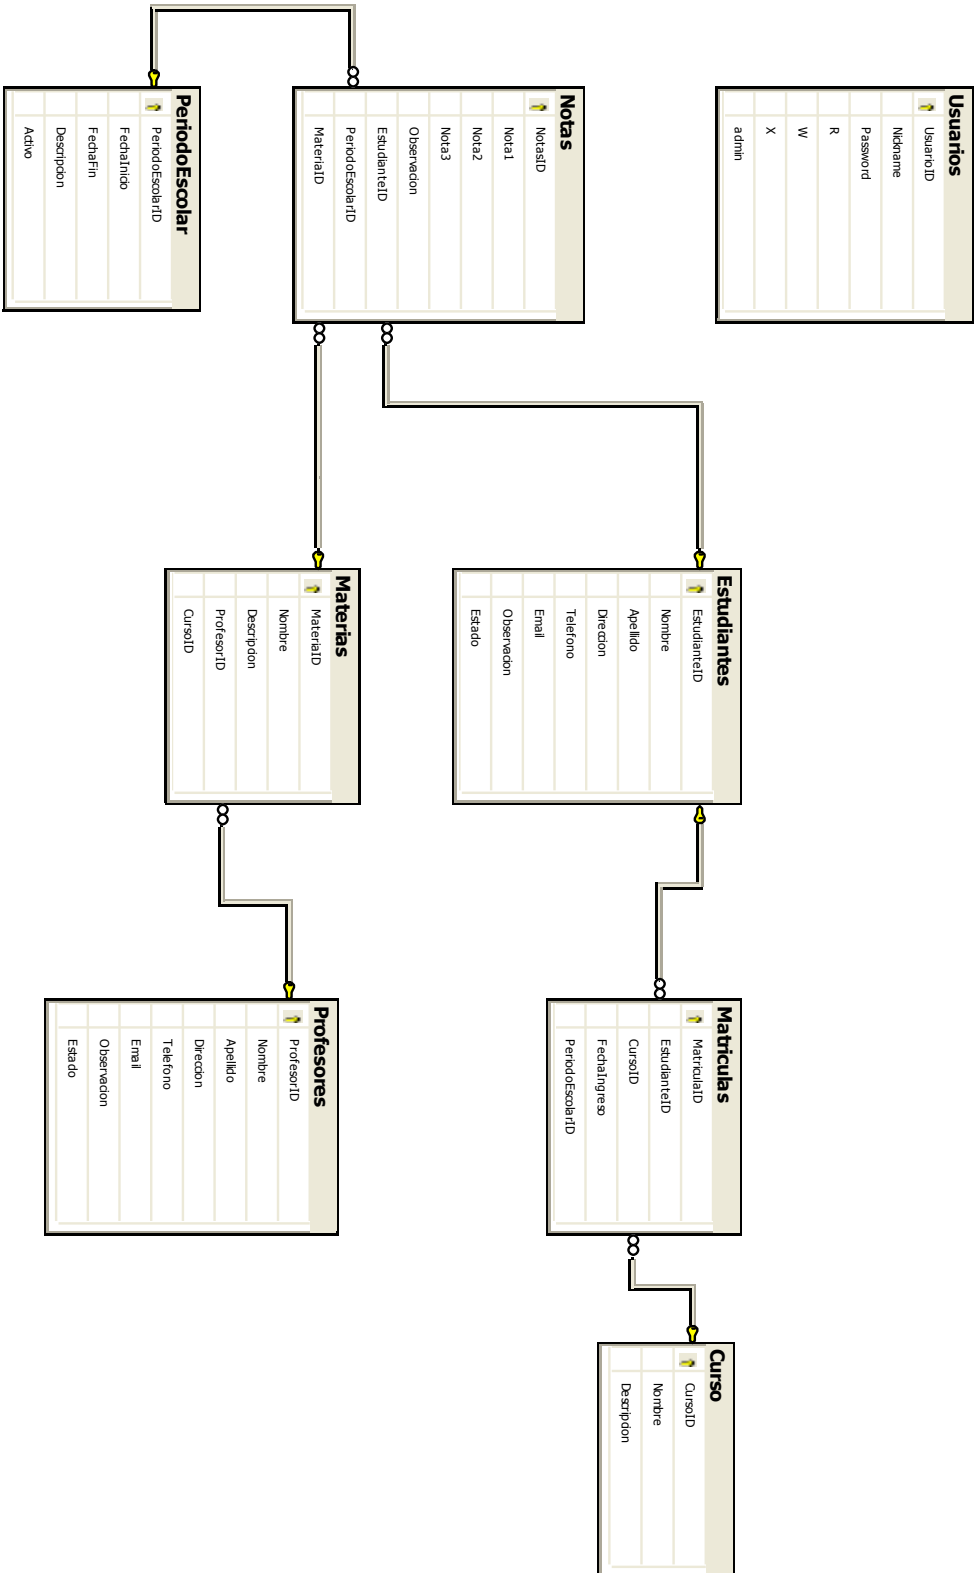 Usuarios
UsuarioID
Nickname
Password
R
W
X
admin
Estudiantes
EstudianteID
Nombre
Apellido
Direccion
Telefono
Email
Observacion
Estado
Matriculas
MatriculaID
EstudianteID
CursoID
FechaIngreso
PeriodoEscolarID
Curso
CursoID
Nombre
Descripcion
Notas
NotasID
Nota1
Nota2
Nota3
Observacion
EstudianteID
PeriodoEscolarID
MateriaID
Materias
MateriaID
Nombre
Descripcion
ProfesorID
CursoID
Profesores
ProfesorID
Nombre
Apellido
Direccion
Telefono
Email
Observacion
Estado
PeriodoEscolar
PeriodoEscolarID
FechaInicio
FechaFin
Descripcion
Activo